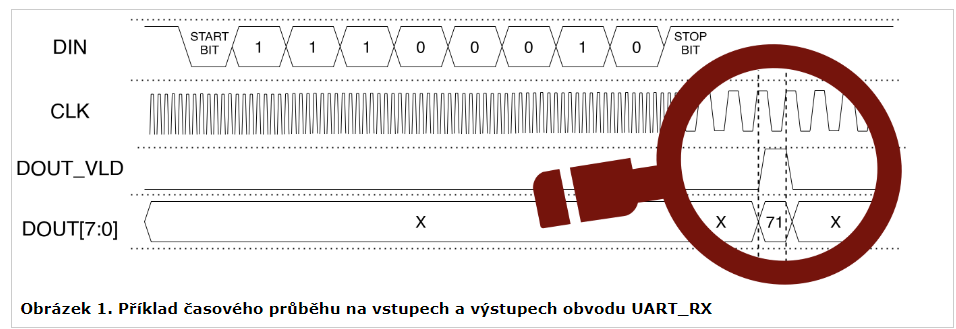 DIN
START
BIT
1 1 1 0 0 0 1 0
STOP
BIT
CLK
DOUT_VLD
DOUT[7:0]
X
X
71
X
Obrázek 1. Příklad časového průběhu na vstupech a výstupech obvodu UART_RX